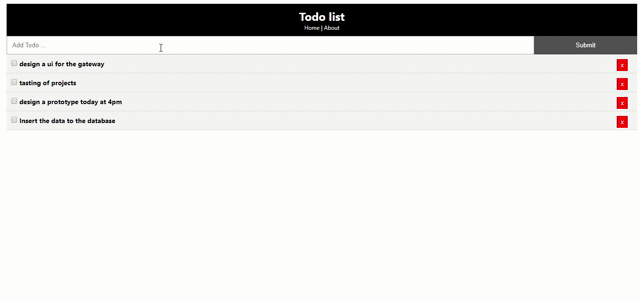 Todo list
Home | About
Add Todo ...
Submit
design a ui for the gateway
x
tasting of projects
x
design a prototype today at 4pm
x
Insert the data to the database
x